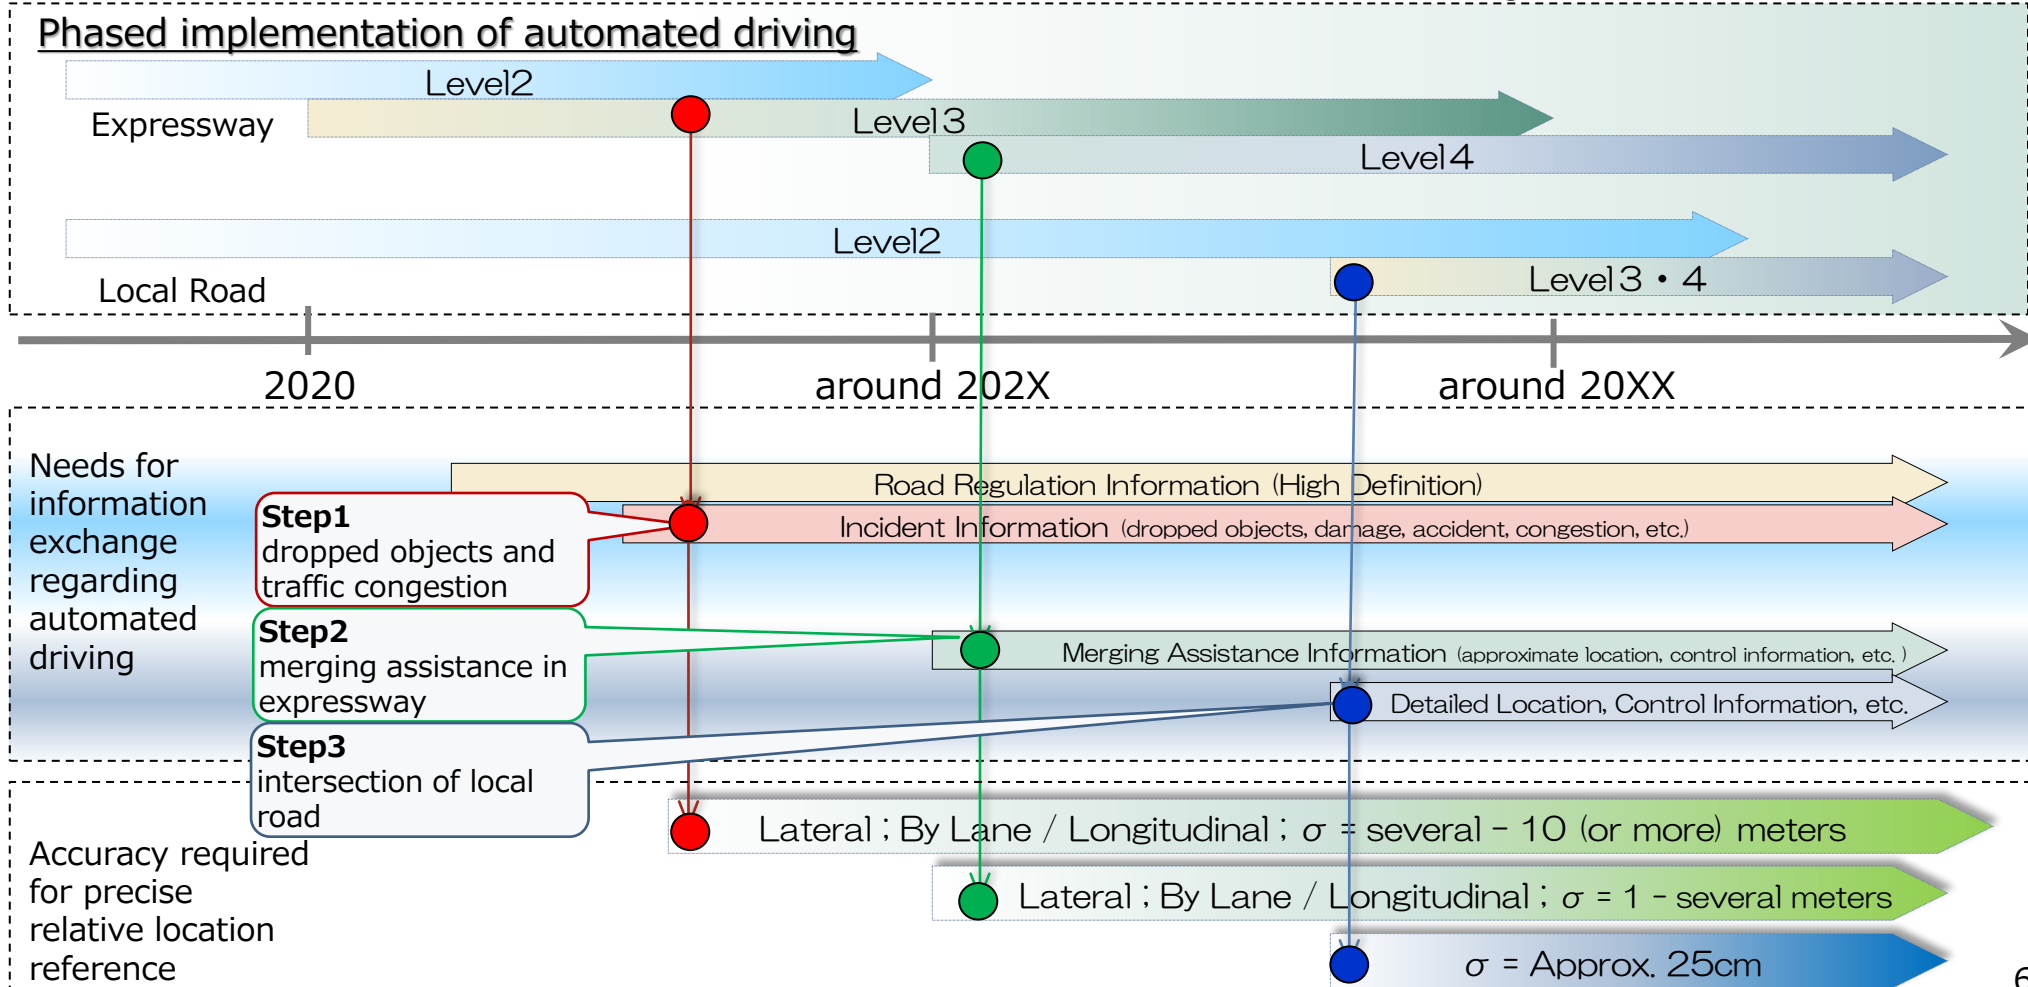 Phased implementation of automated driving
Level2
Expressway
Level3
Level4
Level2
Local Road
Level3・4
2020
around 202X
around 20XX
Needs for
information
exchange
regarding
automated
driving
Road Regulation Information (High Definition)
Incident Information (dropped objects, damage, accident, congestion, etc.)
Step1
dropped objects and
traffic congestion
Step2
merging assistance in
expressway
Merging Assistance Information (approximate location, control information, etc. )
Detailed Location, Control Information, etc.
Step3
intersection of local
road
Accuracy required
for precise
relative location
reference
Lateral ; By Lane / Longitudinal ; σ = several - 10 (or more) meters
Lateral ; By Lane / Longitudinal ; σ = 1 - several meters
σ = Approx. 25cm
6